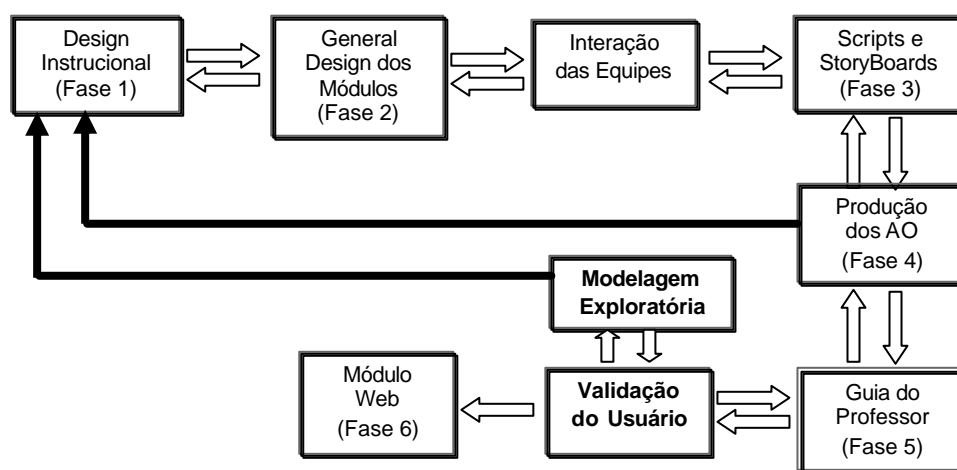 Design
Instrucional
(Fase 1)
General
Design dos
Módulos
(Fase 2)
Interação
das Equipes
Scripts e
StoryBoards
(Fase 3)
Produção
dos AO
(Fase 4)
Modelagem
Exploratória
Módulo
Web
(Fase 6)
Validação
do Usuário
Guia do
Professor
(Fase 5)